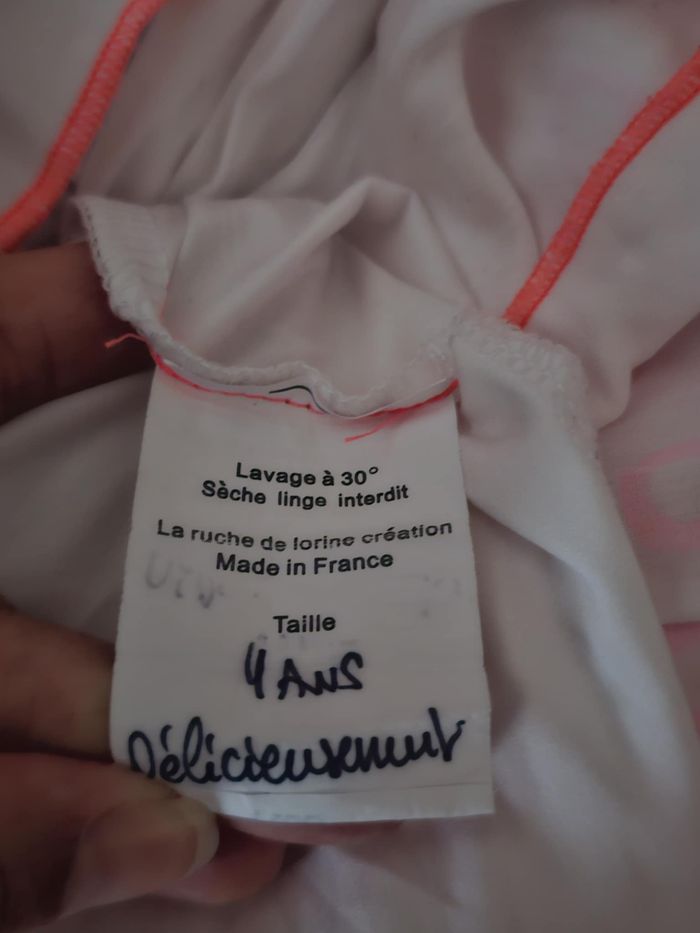 Lavage à 30°
Sèche linge interdit
La ruche de lorine création
Made in France
Taille
4 ANS
Délicieusement